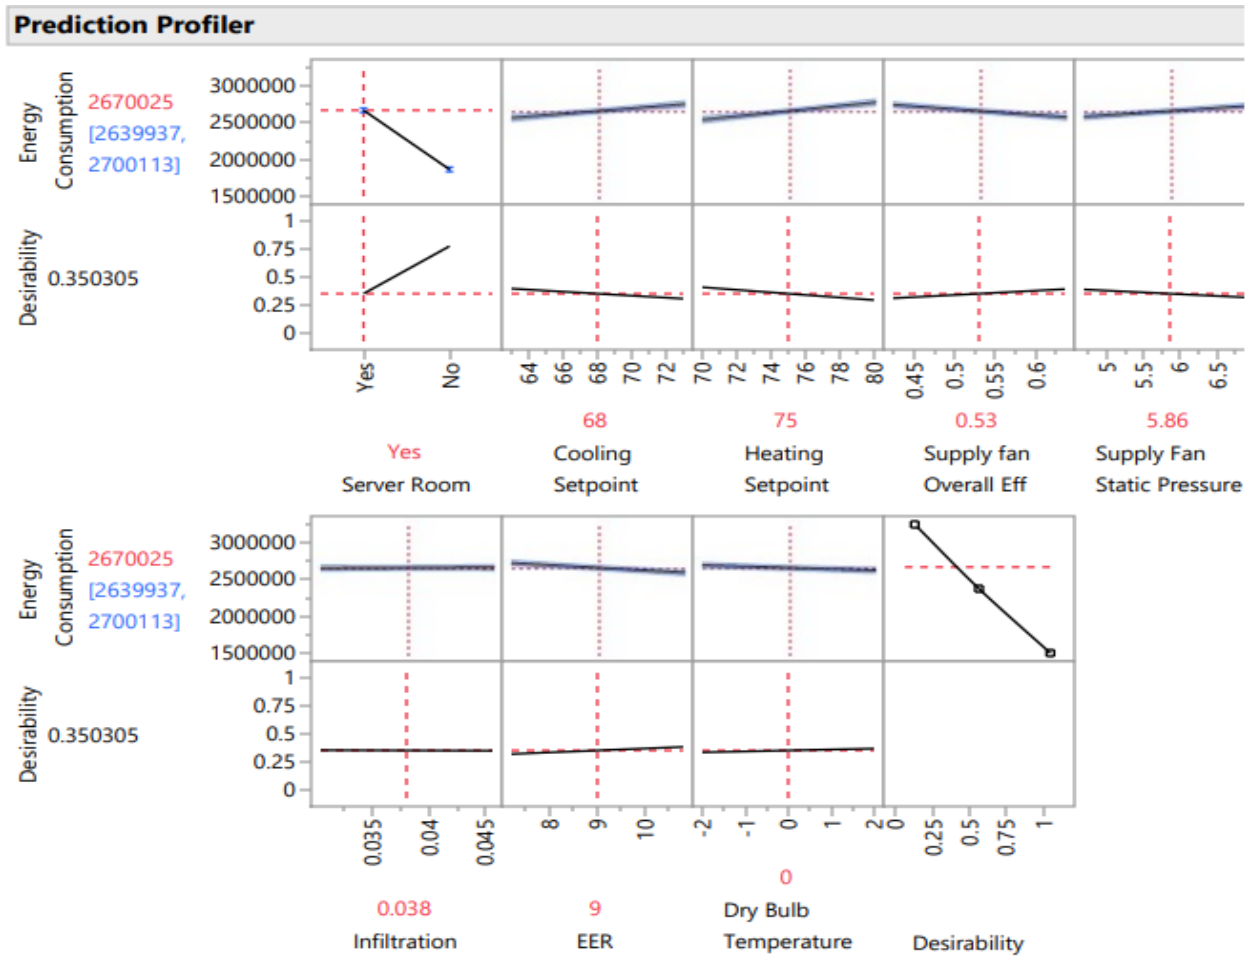 Prediction Profiler
Energy
Consumption
2670025
[2639937,
2700113]
3000000
2500000
2000000
1500000
Desirability
0.350305
1
0.75
0.5
0.25
0
Yes
No
64
66
68
70
72
70
72
74
76
78
80
0.45
0.5
0.55
0.6
5
5.5
6
6.5
Yes
Server Room
68
Cooling
Setpoint
75
Heating
Setpoint
0.53
Supply fan
Overall Eff
5.86
Supply Fan
Static Pressure
Energy
Consumption
2670025
[2639937,
2700113]
3000000
2500000
2000000
1500000
Desirability
0.350305
1
0.75
0.5
0.25
0
0.035
0.04
0.045
8
9
10
-2
-1
0
1
2
0
0.25
0.5
0.75
1
0.038
Infiltration
9
EER
0
Dry Bulb
Temperature
Desirability